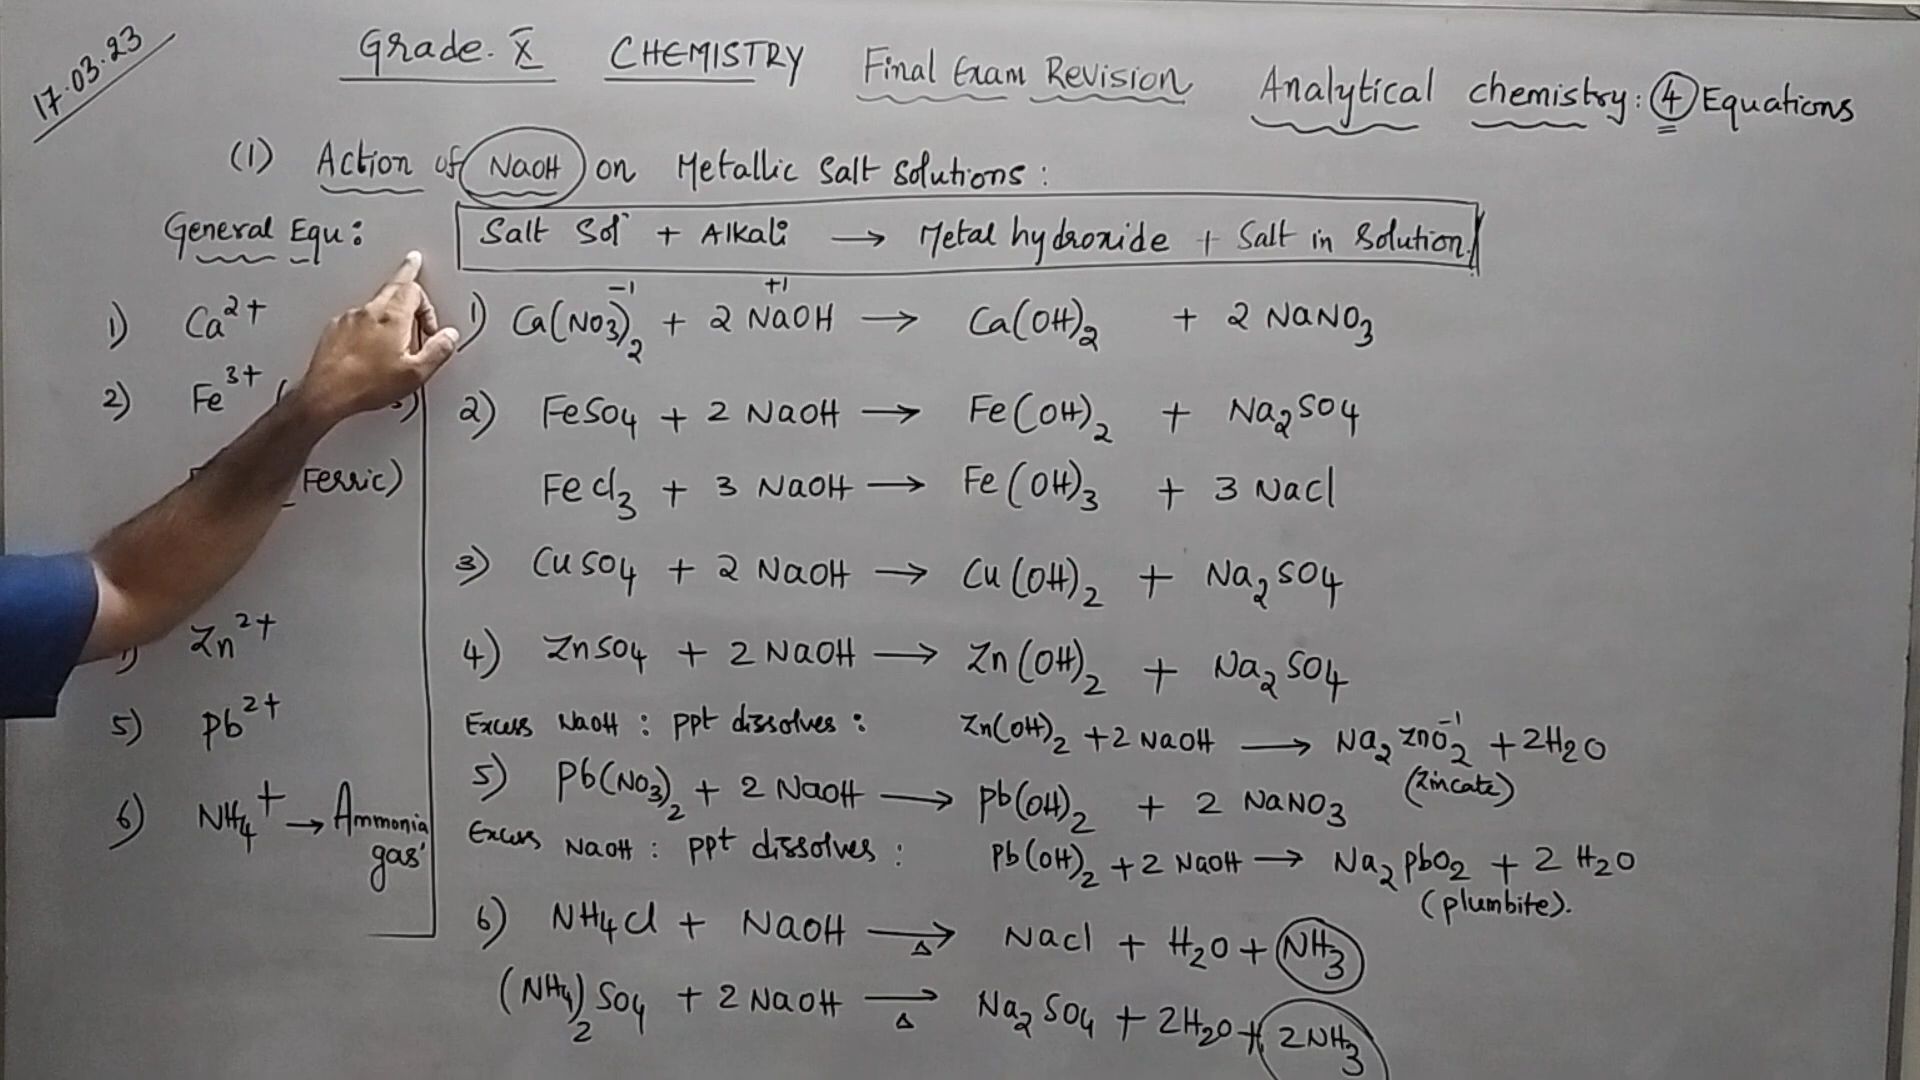 17.03.23
Grade. X CHEMISTRY Final Exam Revision Analytical chemistry: ④ Equations
(1) Action of NaOH on Metallic Salt Solutions:
General Equ: Salt Solⁿ + Alkali → Metal hydroxide + Salt in Solution.
1) Ca²⁺
2) Fe³⁺
Ferric)
Zn²⁺
5) Pb²⁺
6) NH₄⁺ → Ammonia gas
1) Ca(NO₃)₂⁻¹ + 2 NaOH⁺¹ → Ca(OH)₂ + 2 NaNO₃
2) FeSO₄ + 2 NaOH → Fe(OH)₂ + Na₂SO₄
FeCl₃ + 3 NaOH → Fe(OH)₃ + 3 NaCl
3) CuSO₄ + 2 NaOH → Cu(OH)₂ + Na₂SO₄
4) ZnSO₄ + 2 NaOH → Zn(OH)₂ + Na₂SO₄
Excess NaOH : ppt dissolves : Zn(OH)₂ + 2 NaOH → Na₂ZnO₂⁻¹ + 2H₂O
(Zincate)
5) Pb(NO₃)₂ + 2 NaOH → Pb(OH)₂ + 2 NaNO₃
Excess NaOH : ppt dissolves : Pb(OH)₂ + 2 NaOH → Na₂PbO₂ + 2 H₂O
(plumbite).
6) NH₄Cl + NaOH →Δ NaCl + H₂O + NH₃
(NH₄)₂SO₄ + 2 NaOH →Δ Na₂SO₄ + 2H₂O + 2NH₃